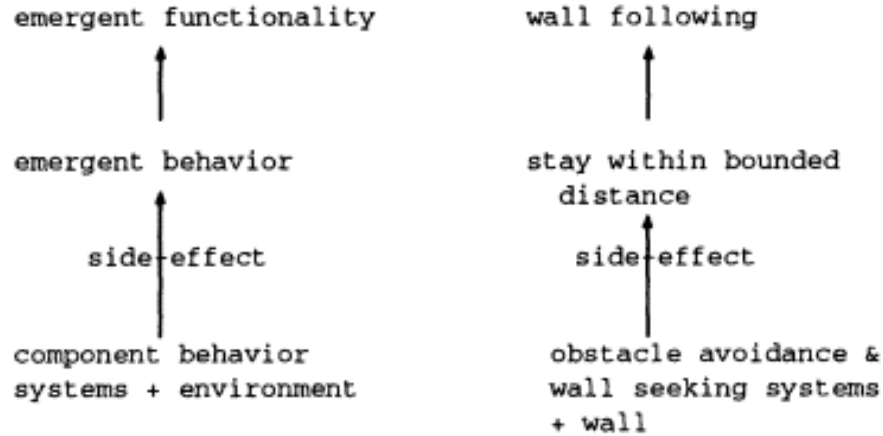 emergent functionality
emergent behavior
side-effect
component behavior
systems + environment
wall following
stay within bounded
distance
side-effect
obstacle avoidance &
wall seeking systems
+ wall